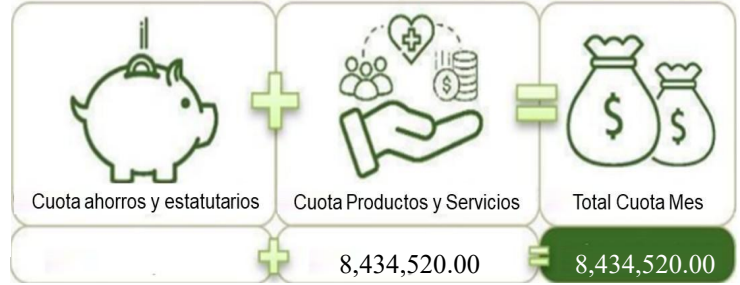 $
$ $
Cuota ahorros y estatutarios Cuota Productos y Servicios Total Cuota Mes
8,434,520.00 8,434,520.00